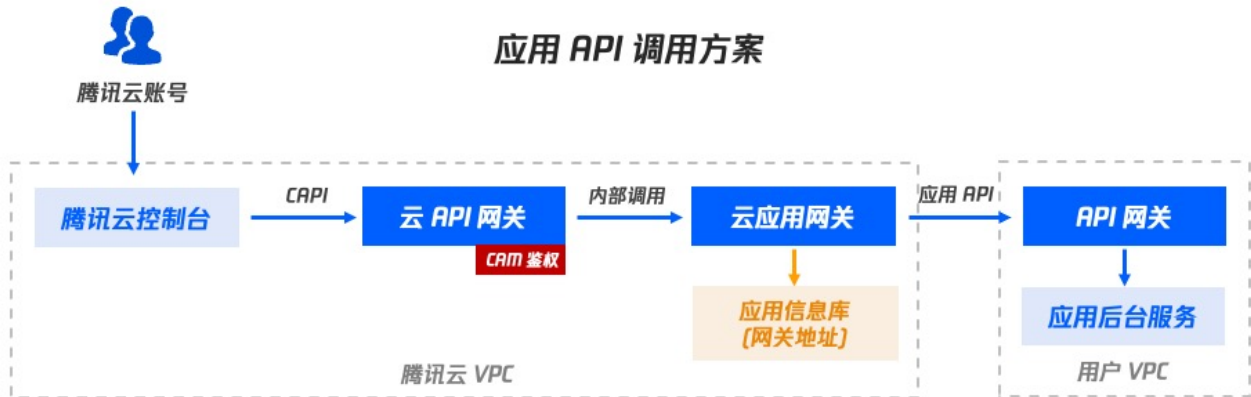 应用 API 调用方案
腾讯云账号
腾讯云控制台
CAPI
云 API 网关
CAM 鉴权
内部调用
云应用网关
应用 API
API 网关
应用信息库
(网关地址)
应用后台服务
腾讯云 VPC
用户 VPC